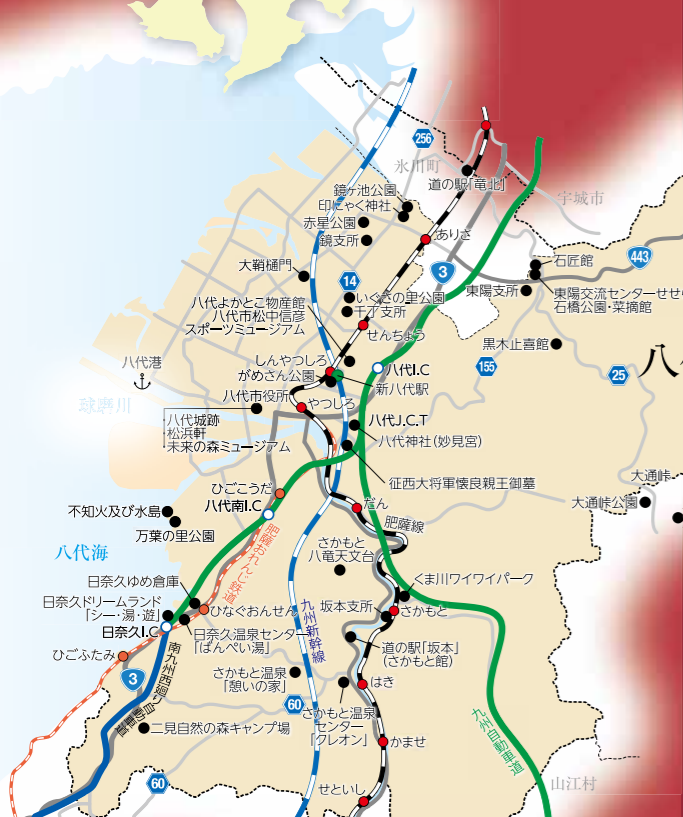 256
氷川町
道の駅「竜北」
宇城市
鏡ヶ池公園
印にゃく神社
赤星公園
鏡支所
ありさ
3
443
石匠館
東陽支所
東陽交流センターせせ
石橋公園・菜摘館
大鞘樋門
14
いぐさの里公園
千丁支所
八代よかとこ物産館
八代市松中信彦
スポーツミュージアム
せんちょう
黒木止喜館
155
25
八
八代港
しんやつしろ
がめさん公園
新八代駅
八代I.C
八代市役所
やつしろ
球磨川
・八代城跡
・松浜軒
・未来の森ミュージアム
八代J.C.T
八代神社(妙見宮)
征西大将軍懐良親王御墓
大通峠
大通峠公園
ひごこうだ
八代南I.C
だん
肥薩線
不知火及び水島
万葉の里公園
肥薩おれんじ鉄道
さかもと
八竜天文台
八代海
日奈久ゆめ倉庫
くま川ワイワイパーク
日奈久ドリームランド
「シー・湯・遊」
ひなぐおんせん
坂本支所
さかもと
日奈久I.C
日奈久温泉センター
「ばんぺい湯」
九州新幹線
道の駅「坂本」
(さかもと館)
ひごふたみ
3
南九州西廻り自動車道
さかもと温泉
「憩いの家」
はき
60
さかもと温泉
センター
「クレオン」
二見自然の森キャンプ場
かませ
九州自動車道
60
山江村
せといし